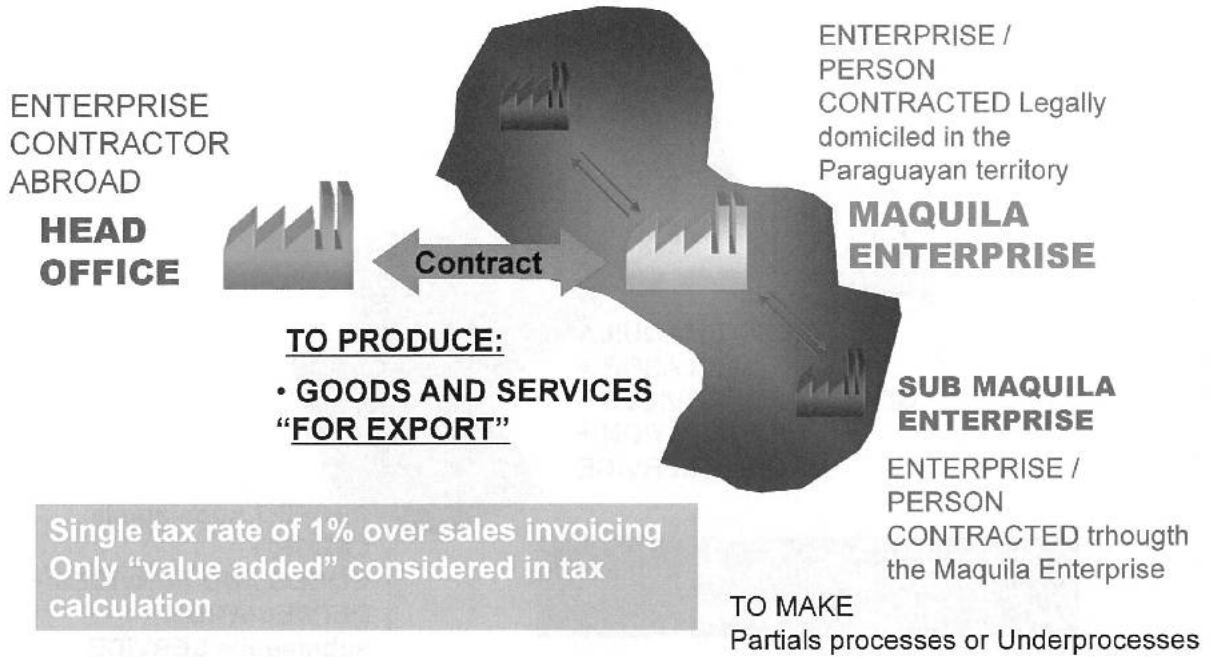 ENTERPRISE
CONTRACTOR
ABROAD
HEAD
OFFICE
Contract
TO PRODUCE:
• GOODS AND SERVICES
“FOR EXPORT”
ENTERPRISE /
PERSON
CONTRACTED Legally
domiciled in the
Paraguayan territory
MAQUILA
ENTERPRISE
SUB MAQUILA
ENTERPRISE
ENTERPRISE /
PERSON
CONTRACTED trhougth
the Maquila Enterprise
TO MAKE
Partials processes or Underprocesses
Single tax rate of 1% over sales invoicing
Only “value added” considered in tax
calculation